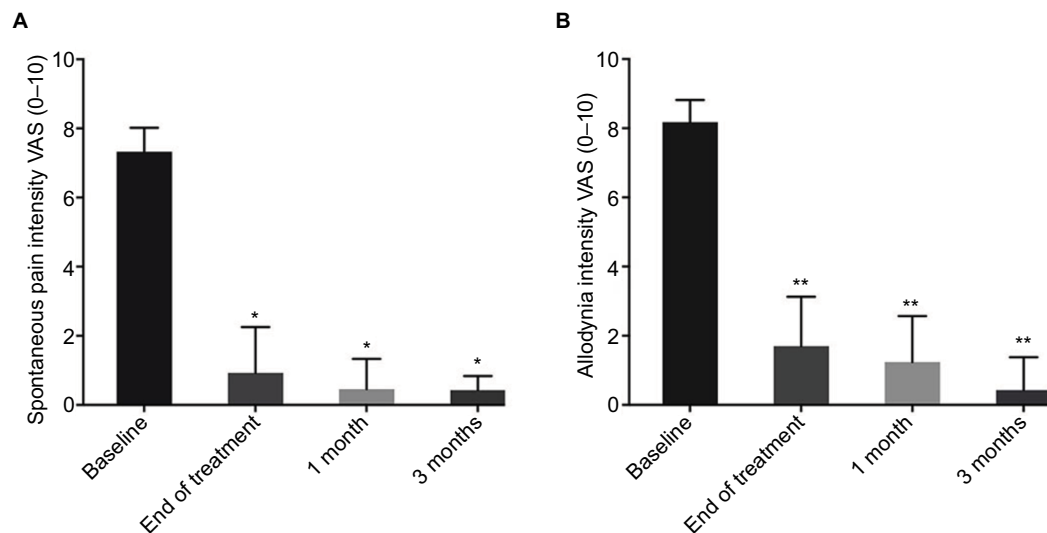 A
Spontaneous pain intensity VAS (0–10)
10
8
6
4
2
0
*
*
*
Baseline
End of treatment
1 month
3 months
B
Allodynia intensity VAS (0–10)
10
8
6
4
2
0
**
**
**
Baseline
End of treatment
1 month
3 months